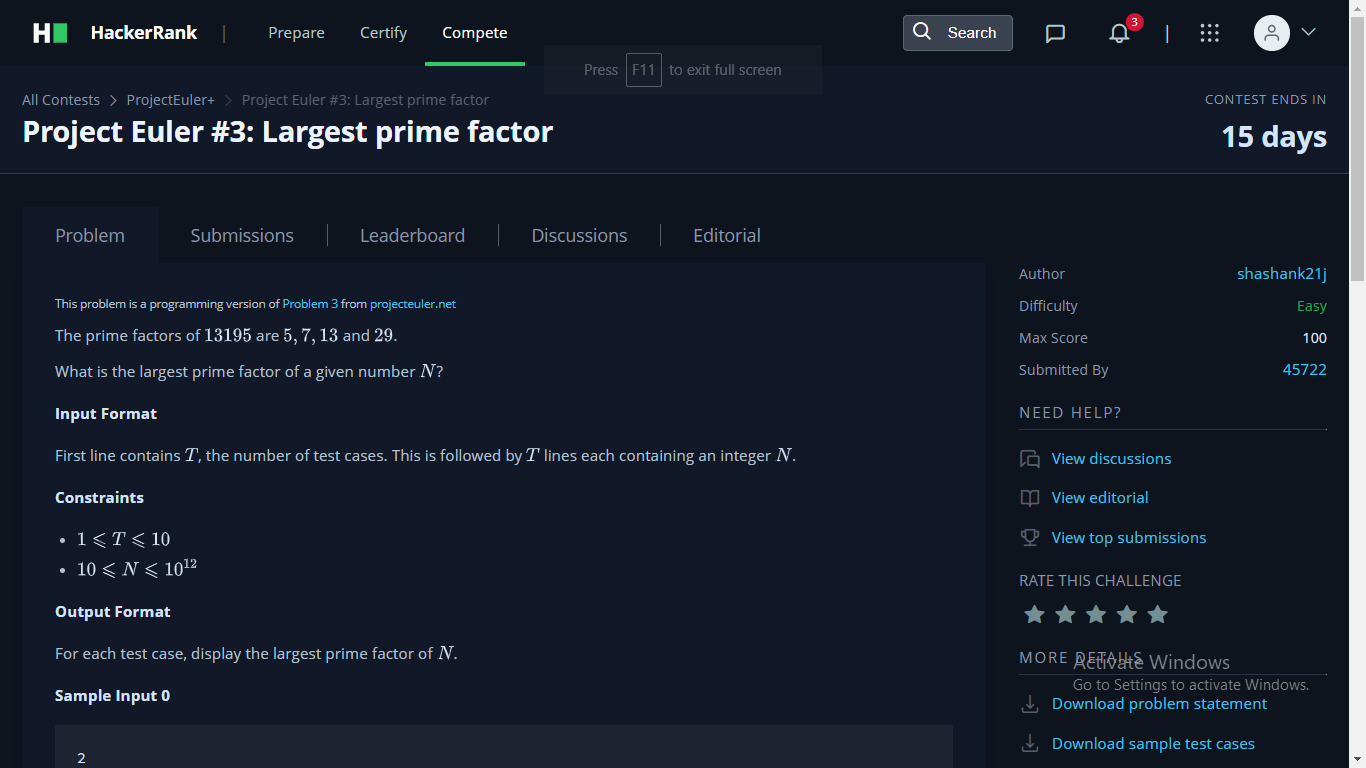 HackerRank | Prepare Certify Compete Search 3 |
Press F11 to exit full screen
All Contests > ProjectEuler+ > Project Euler #3: Largest prime factor
CONTEST ENDS IN
Project Euler #3: Largest prime factor
15 days
Problem Submissions | Leaderboard | Discussions | Editorial
This problem is a programming version of Problem 3 from projecteuler.net
The prime factors of 13195 are 5, 7, 13 and 29.
What is the largest prime factor of a given number N?
Input Format
First line contains T, the number of test cases. This is followed by T lines each containing an integer N.
Constraints
• 1 ⩽ T ⩽ 10
• 10 ⩽ N ⩽ 10¹²
Output Format
For each test case, display the largest prime factor of N.
Sample Input 0
2
Author shashank21j
Difficulty Easy
Max Score 100
Submitted By 45722
NEED HELP?
View discussions
View editorial
View top submissions
RATE THIS CHALLENGE
MORE DETAILS
Activate Windows
Go to Settings to activate Windows.
Download problem statement
Download sample test cases